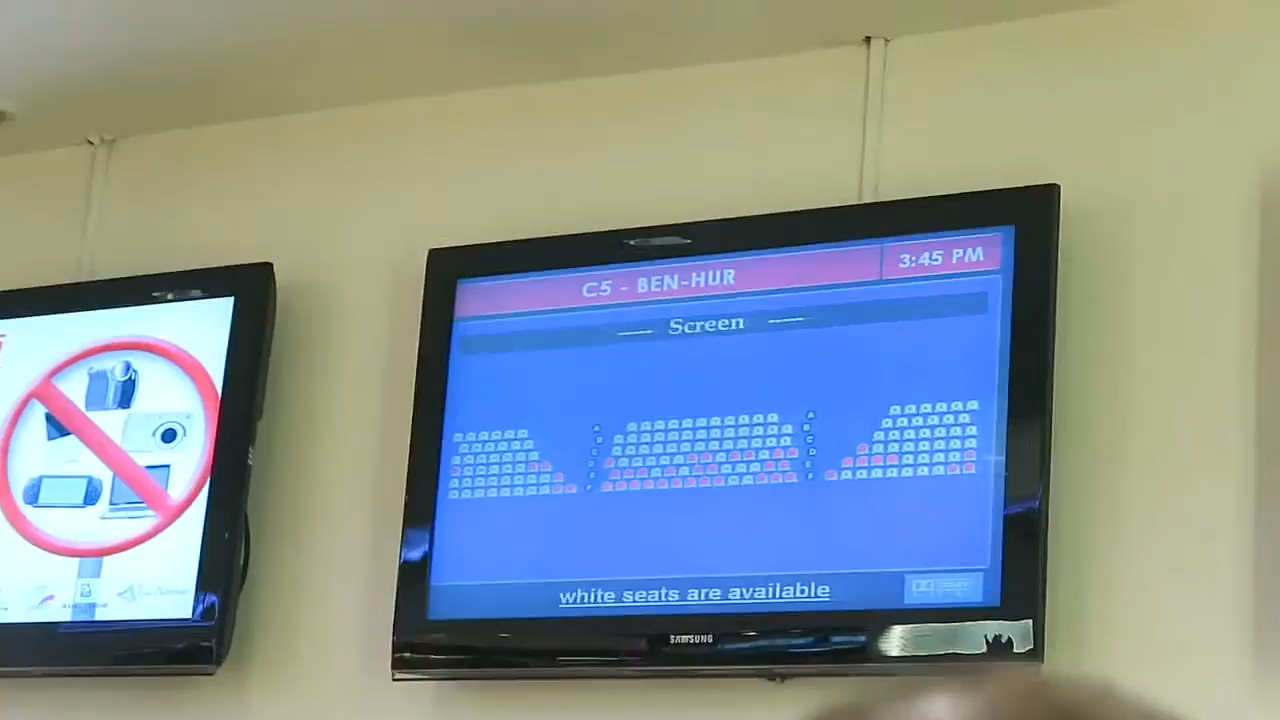 C5 - BEN-HUR
3:45 PM
Screen
A
B
C
D
E
F
A
B
C
D
E
F
white seats are available
SAMSUNG